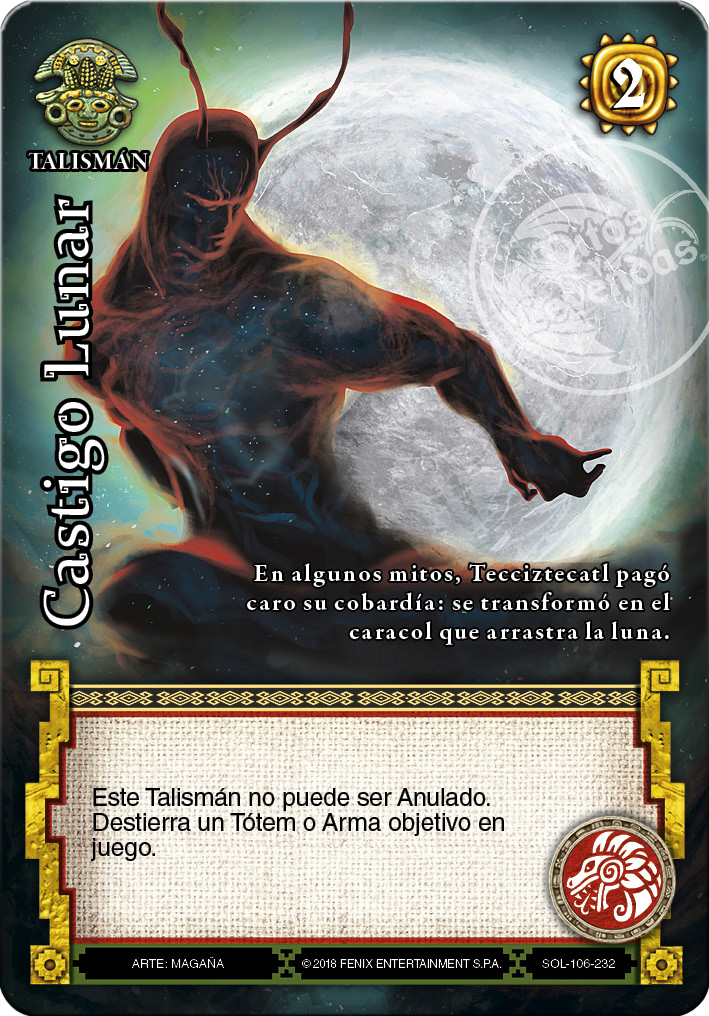 2
TALISMÁN
Castigo Lunar
Mitos
y
Leyendas
En algunos mitos, Tecciztecatl pagó
caro su cobardía: se transformó en el
caracol que arrastra la luna.
Este Talismán no puede ser Anulado.
Destierra un Tótem o Arma objetivo en
juego.
ARTE: MAGAÑA
© 2018 FENIX ENTERTAINMENT S.P.A.
SOL-106-232